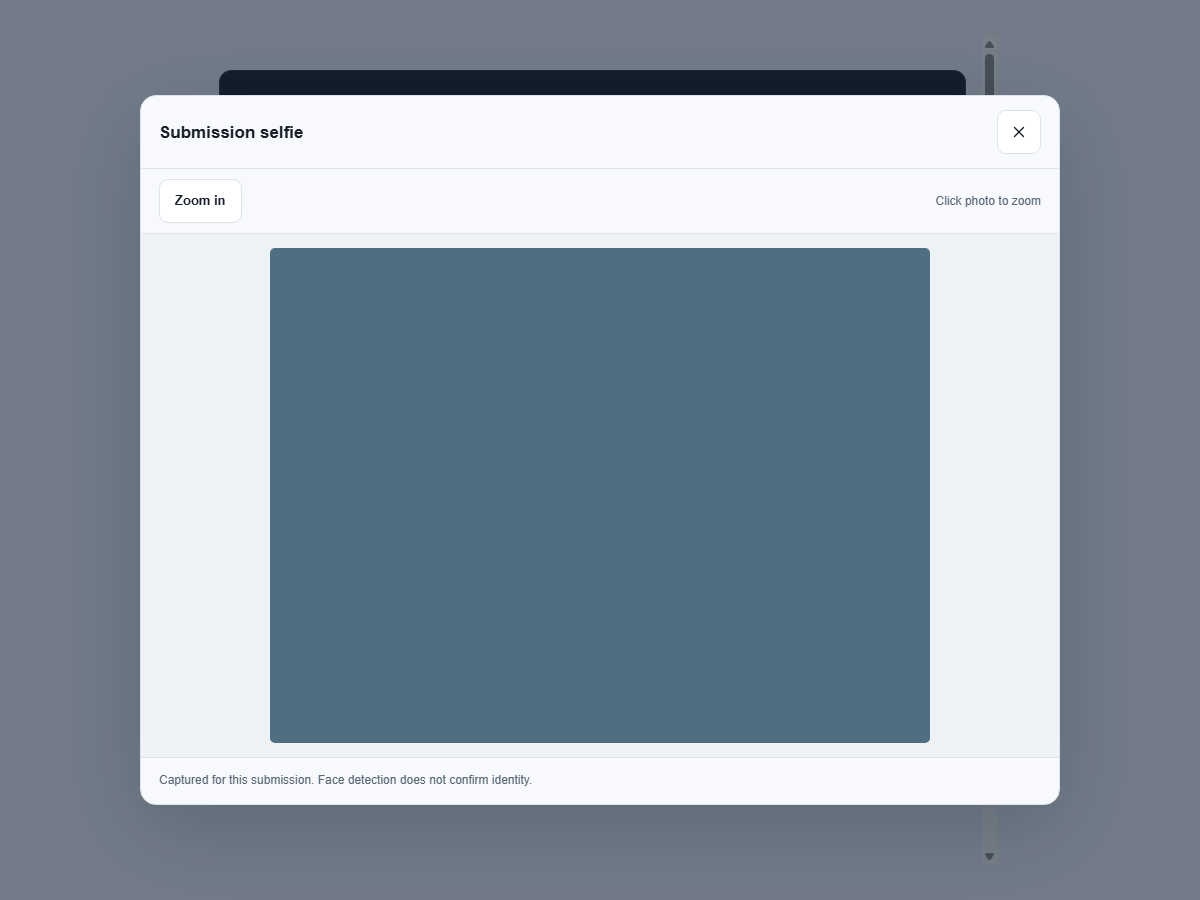 Submission selfie
Zoom in
Click photo to zoom
Captured for this submission. Face detection does not confirm identity.